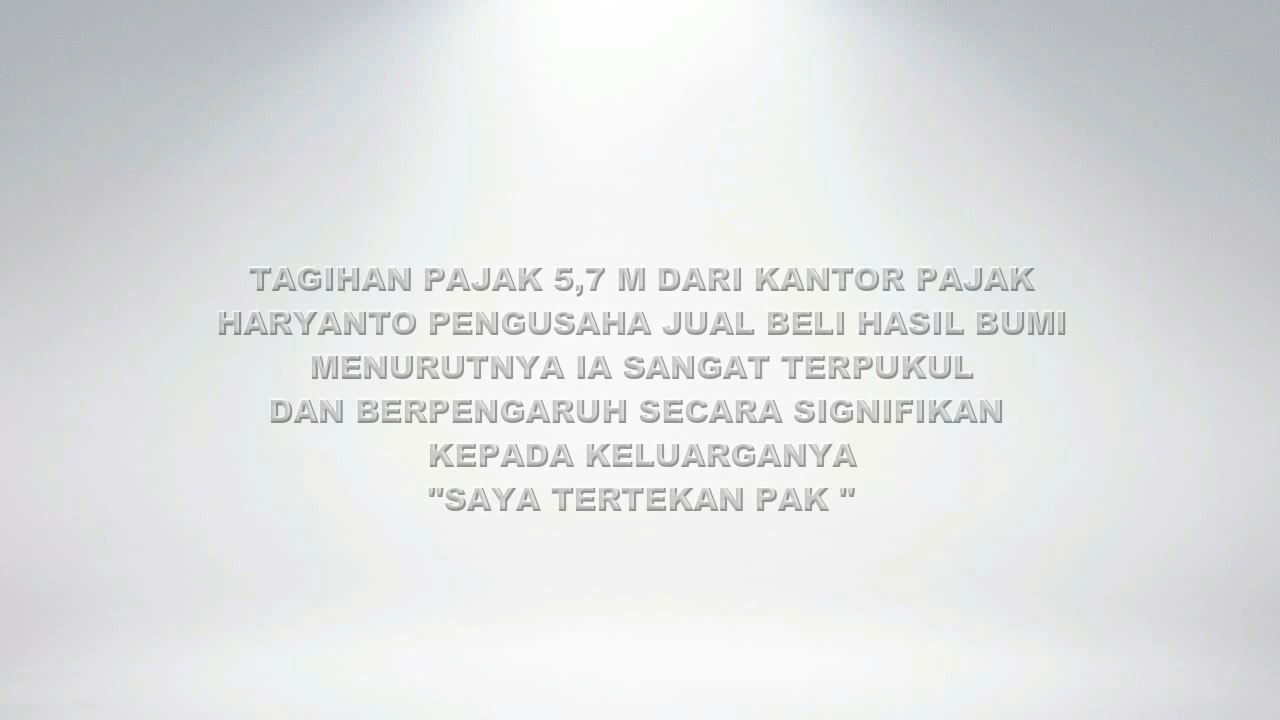 TAGIHAN PAJAK 5,7 M DARI KANTOR PAJAK
HARYANTO PENGUSAHA JUAL BELI HASIL BUMI
MENURUTNYA IA SANGAT TERPUKUL
DAN BERPENGARUH SECARA SIGNIFIKAN
KEPADA KELUARGANYA
"SAYA TERTEKAN PAK "